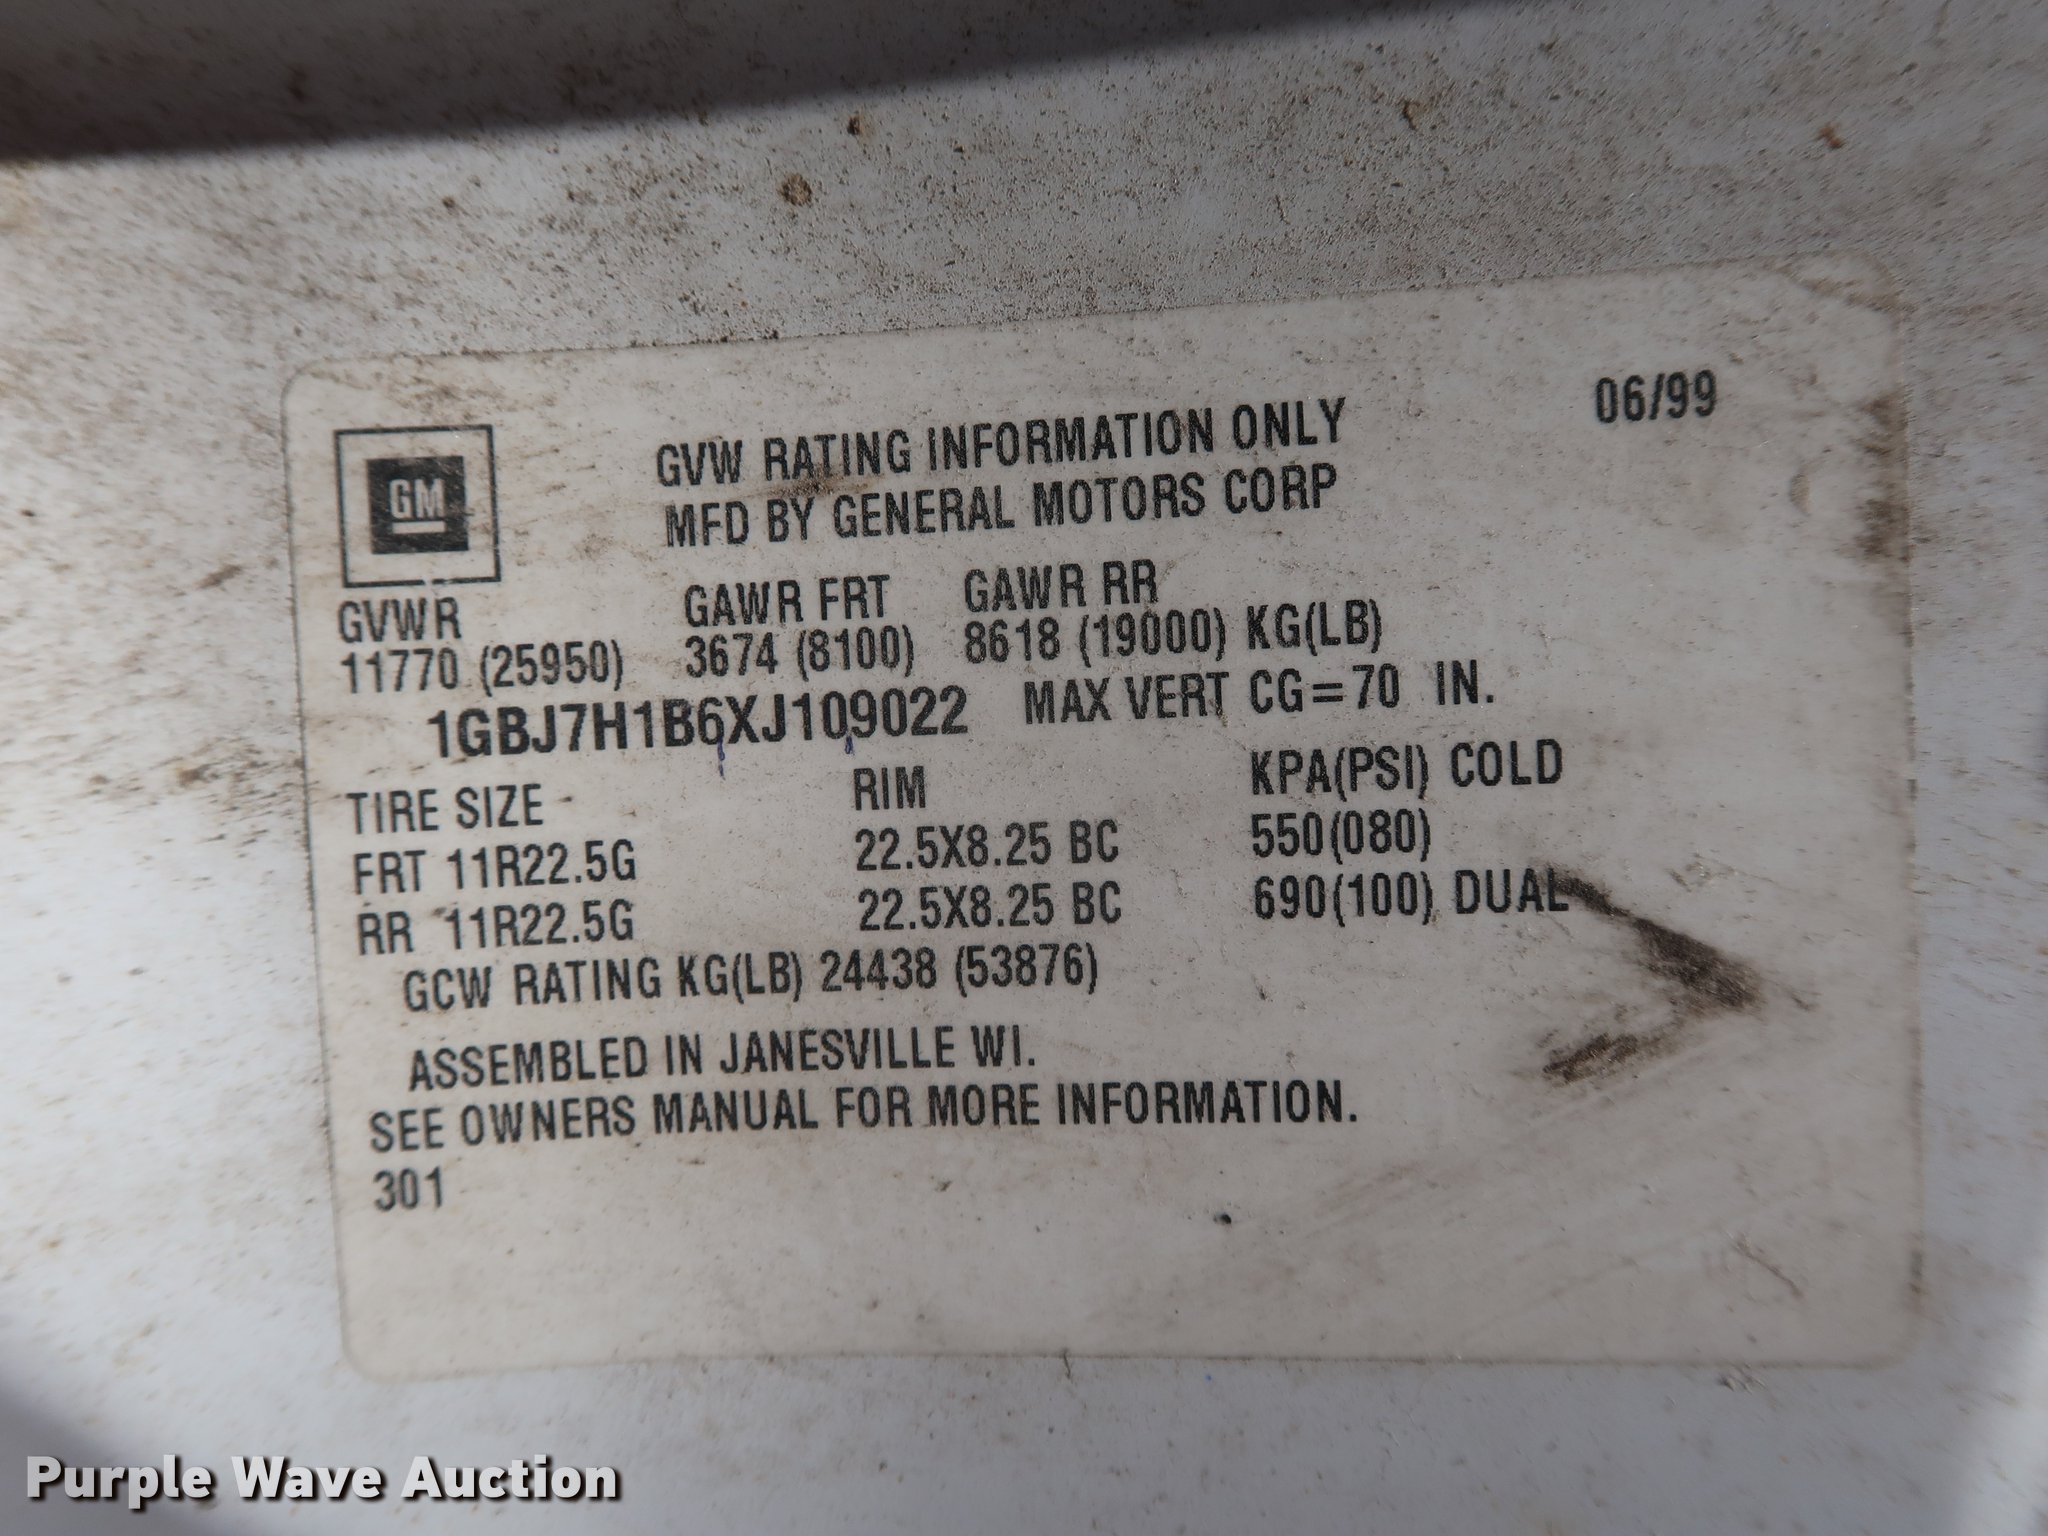 06/99
GM
GVW RATING INFORMATION ONLY
MFD BY GENERAL MOTORS CORP
GVWR GAWR FRT GAWR RR
11770 (25950) 3674 (8100) 8618 (19000) KG(LB)
1GBJ7H1B6XJ109022 MAX VERT CG=70 IN.
TIRE SIZE RIM KPA(PSI) COLD
FRT 11R22.5G 22.5X8.25 BC 550(080)
RR 11R22.5G 22.5X8.25 BC 690(100) DUAL
GCW RATING KG(LB) 24438 (53876)
ASSEMBLED IN JANESVILLE WI.
SEE OWNERS MANUAL FOR MORE INFORMATION.
301
Purple Wave Auction